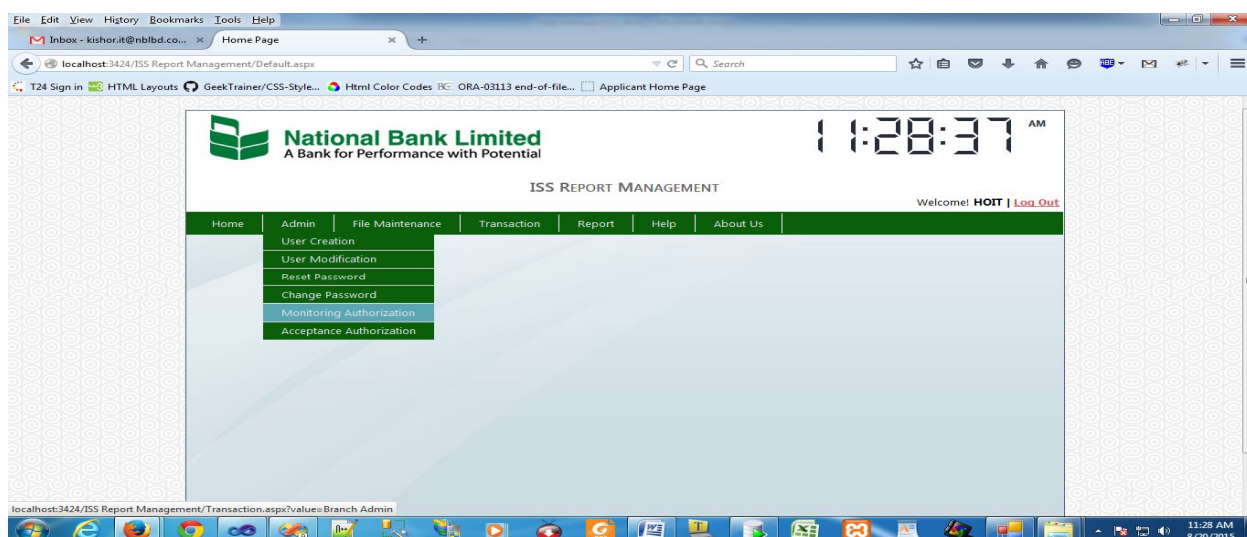 File Edit View History Bookmarks Tools Help
Inbox - kishor.it@nblbd.co... × Home Page × +
localhost:3424/ISS Report Management/Default.aspx Search
T24 Sign in HTML Layouts GeekTrainer/CSS-Style... Html Color Codes ORA-03113 end-of-file... Applicant Home Page
National Bank Limited
A Bank for Performance with Potential
11:28:37 AM
ISS REPORT MANAGEMENT
Welcome! HOIT | Log Out
Home Admin File Maintenance Transaction Report Help About Us
User Creation
User Modification
Reset Password
Change Password
Monitoring Authorization
Acceptance Authorization
localhost:3424/ISS Report Management/Transaction.aspx?value=Branch Admin
11:28 AM